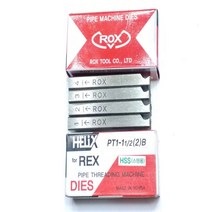 PIPE MACHINE DIES
ROX
ROX TOOL CO., LTD
ROX
ROX
ROX
ROX
HELIX
PT1-11/2(2)B
for REX
HSS
PIPE THREADING MACHINE
DIES
MADE IN KOREA